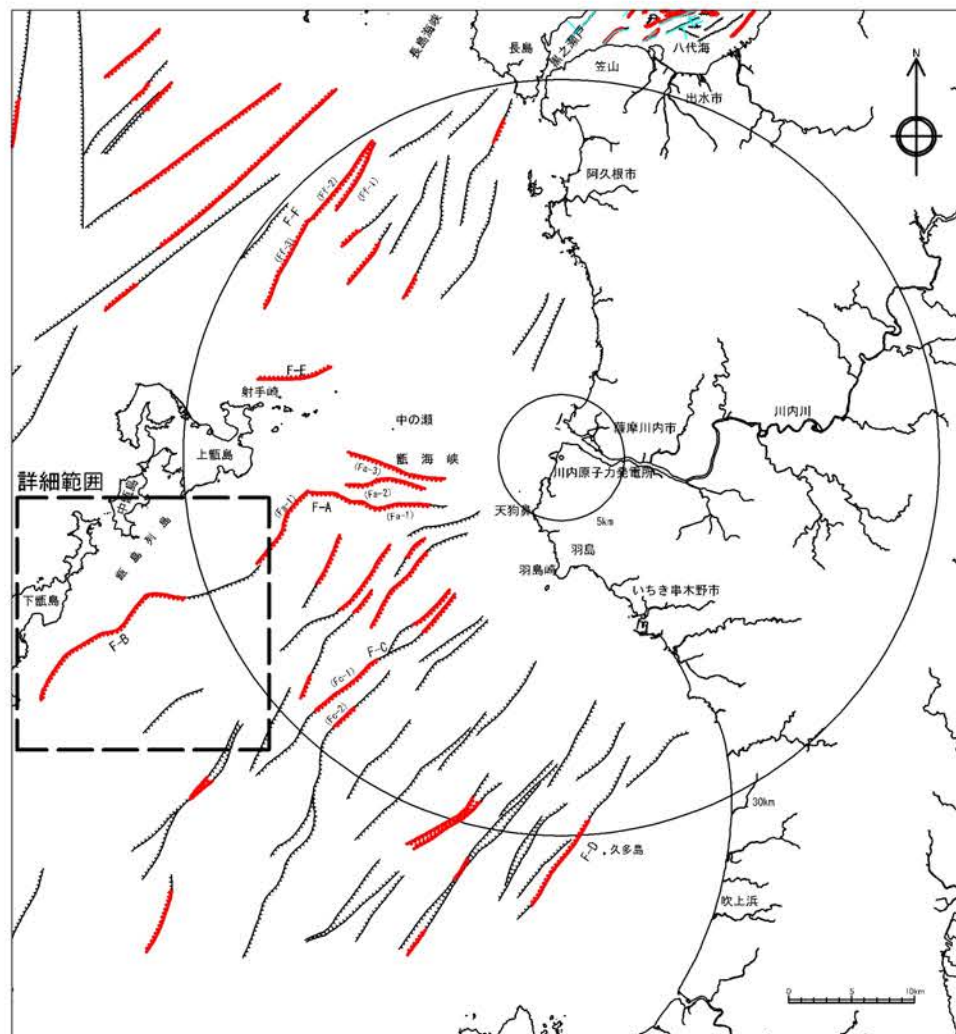 長島海峡
長島
黒之瀬戸
八代海
笠山
出水市
N
阿久根市
(Ff-2)
(Ff-1)
F-F
(Ff-3)
F-E
射手崎
中の瀬
甑海峡
上甑島
(Fa-3)
(Fa-2)
F-A
(Fa-1)
薩摩川内市
川内川
川内原子力発電所
天狗鼻
5km
詳細範囲
中甑島
甑島列島
下甑島
F-B
羽島
羽島崎
いちき串木野市
F-C
(Fc-1)
(Fc-2)
30km
F-D
久多島
吹上浜
0 5 10km